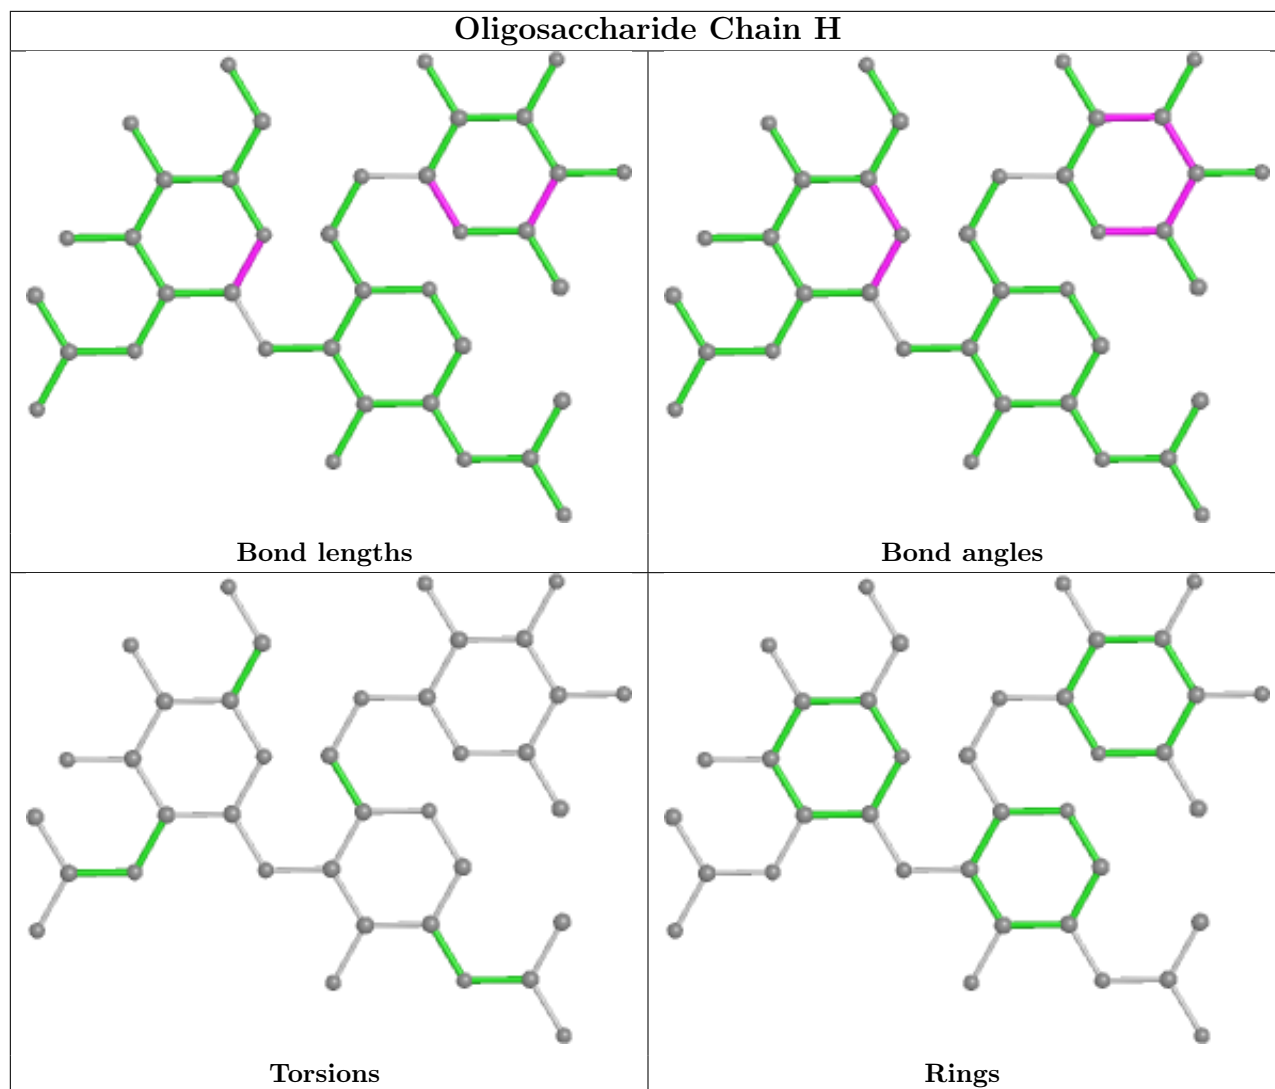 Oligosaccharide Chain H
Bond lengths
Bond angles
Torsions
Rings